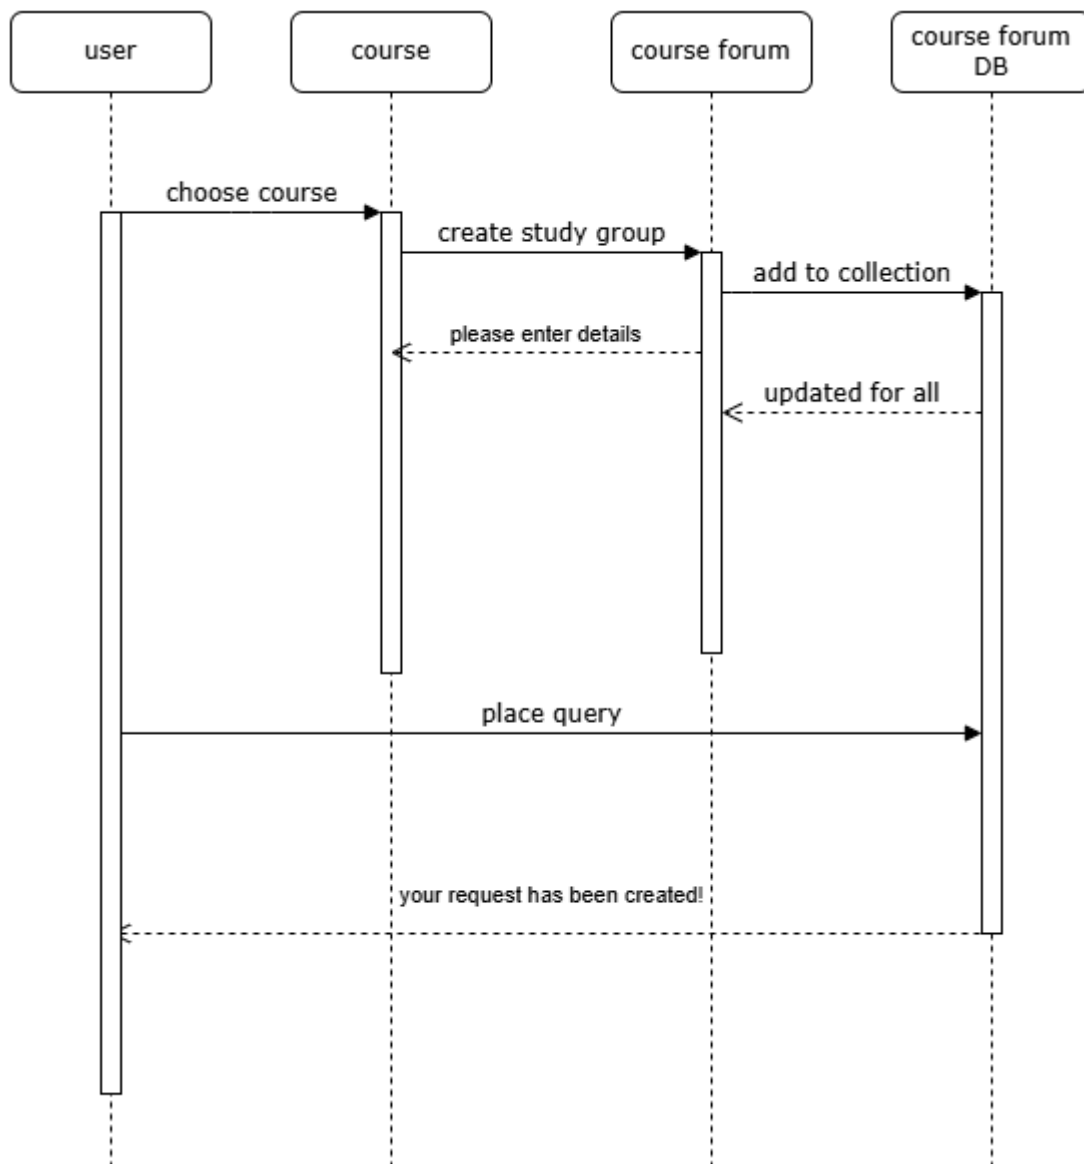 user
course
course forum
course forum
DB
choose course
create study group
add to collection
please enter details
updated for all
place query
your request has been created!